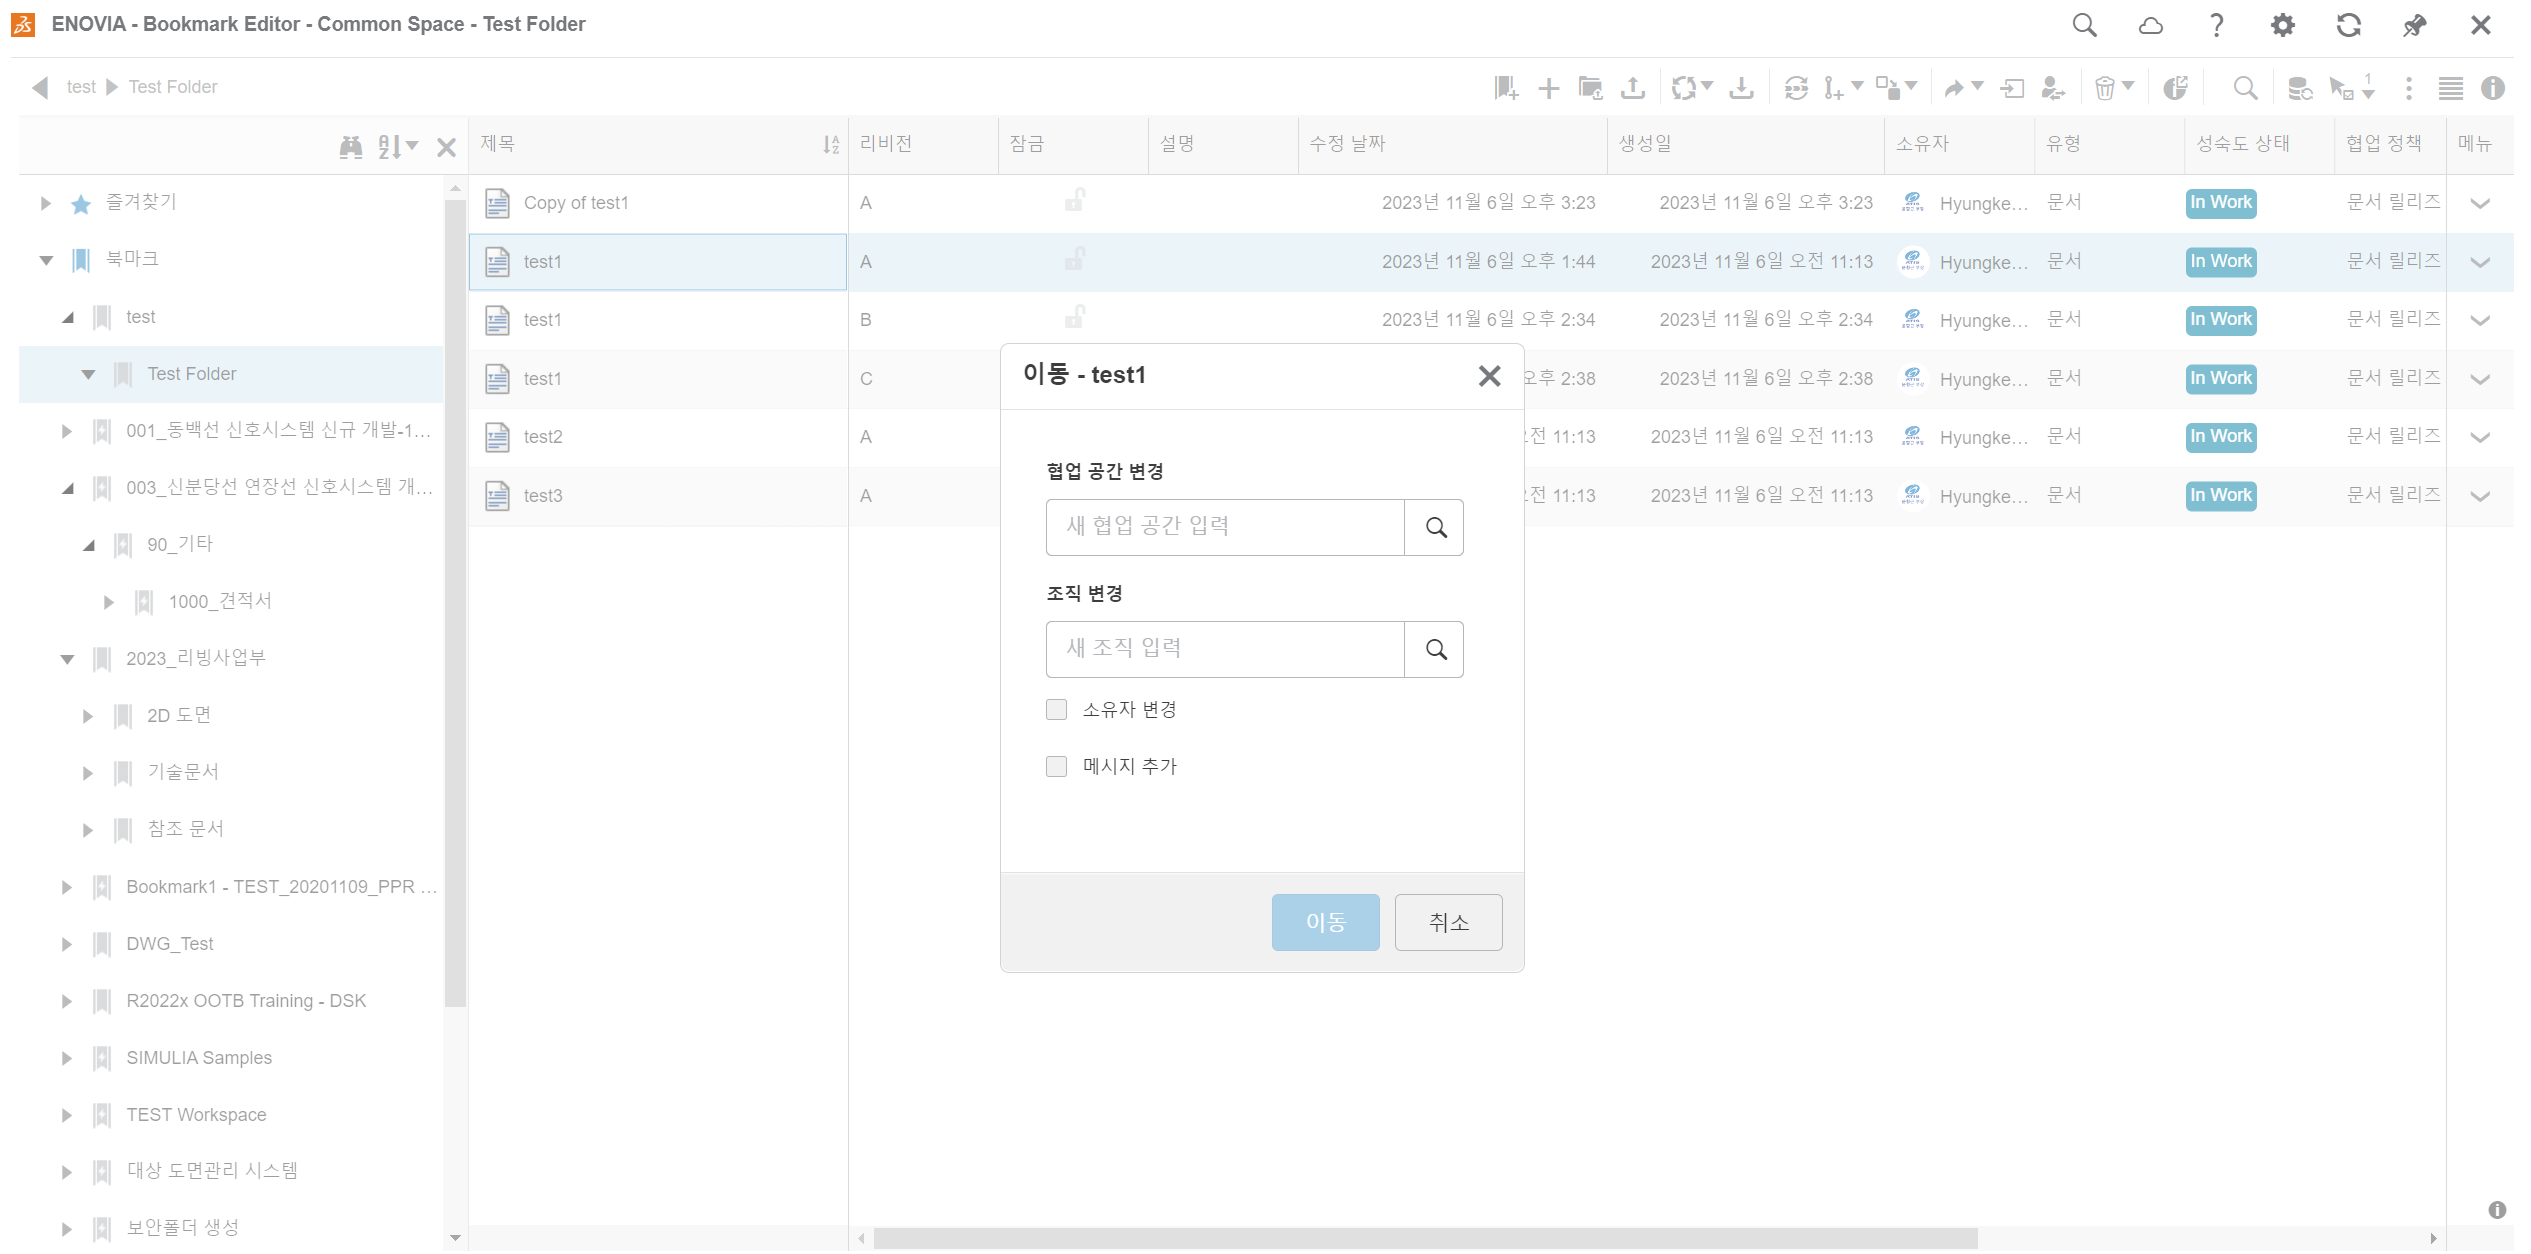 ENOVIA - Bookmark Editor - Common Space - Test Folder
test Test Folder
1
제목 리비전 잠금 설명 수정 날짜 생성일 소유자 유형 성숙도 상태 협업 정책 메뉴
즐겨찾기
북마크
test
Test Folder
001_동백선 신호시스템 신규 개발-1...
003_신분당선 연장선 신호시스템 개...
90_기타
1000_견적서
2023_리빙사업부
2D 도면
기술문서
참조 문서
Bookmark1 - TEST_20201109_PPR ...
DWG_Test
R2022x OOTB Training - DSK
SIMULIA Samples
TEST Workspace
대상 도면관리 시스템
보안폴더 생성
Copy of test1 A 2023년 11월 6일 오후 3:23 2023년 11월 6일 오후 3:23 Hyungke... 문서 In Work 문서 릴리즈
test1 A 2023년 11월 6일 오후 1:44 2023년 11월 6일 오전 11:13 Hyungke... 문서 In Work 문서 릴리즈
test1 B 2023년 11월 6일 오후 2:34 2023년 11월 6일 오후 2:34 Hyungke... 문서 In Work 문서 릴리즈
test1 C 오후 2:38 2023년 11월 6일 오후 2:38 Hyungke... 문서 In Work 문서 릴리즈
test2 A 전 11:13 2023년 11월 6일 오전 11:13 Hyungke... 문서 In Work 문서 릴리즈
test3 A 전 11:13 2023년 11월 6일 오전 11:13 Hyungke... 문서 In Work 문서 릴리즈
이동 - test1
협업 공간 변경
새 협업 공간 입력
조직 변경
새 조직 입력
소유자 변경
메시지 추가
이동 취소